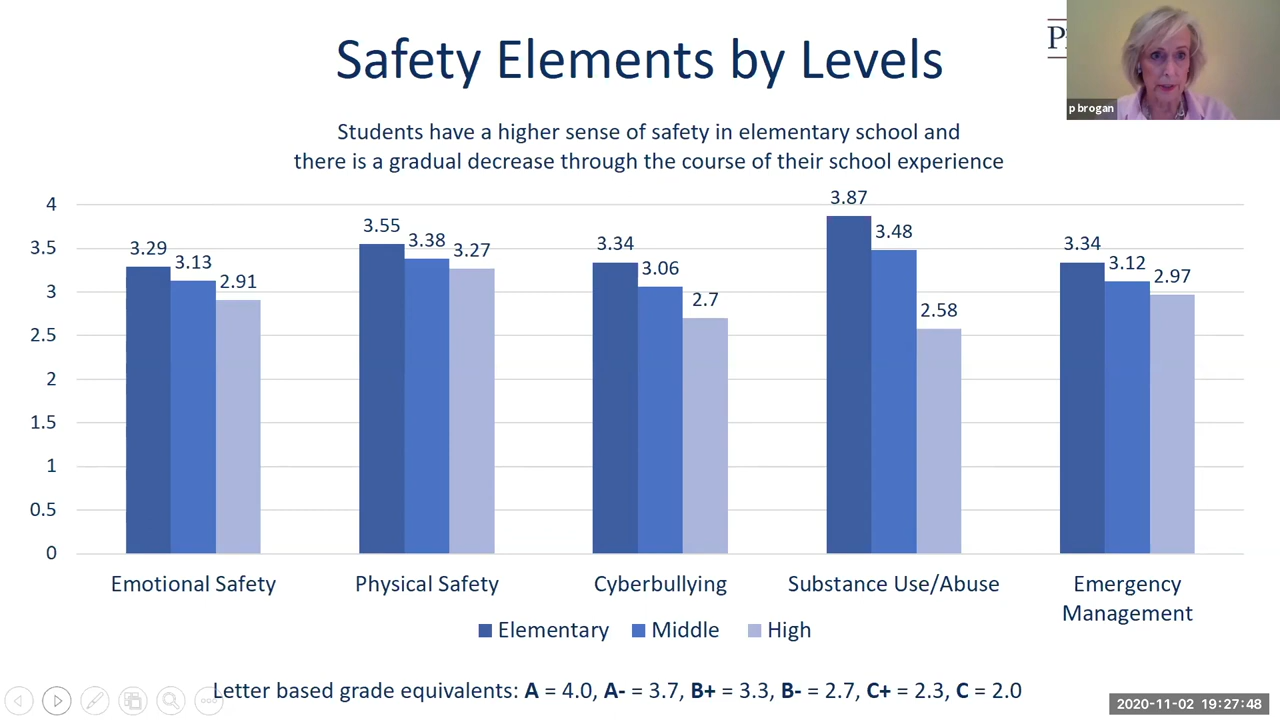 Safety Elements by Levels
p brogan
Students have a higher sense of safety in elementary school and
there is a gradual decrease through the course of their school experience
4
3.5
3
2.5
2
1.5
1
0.5
0
3.29
3.13
2.91
3.55
3.38
3.27
3.34
3.06
2.7
3.87
3.48
2.58
3.34
3.12
2.97
Emotional Safety
Physical Safety
Cyberbullying
Substance Use/Abuse
Emergency
Management
Elementary
Middle
High
Letter based grade equivalents: A = 4.0, A- = 3.7, B+ = 3.3, B- = 2.7, C+ = 2.3, C = 2.0
2020-11-02 19:27:48